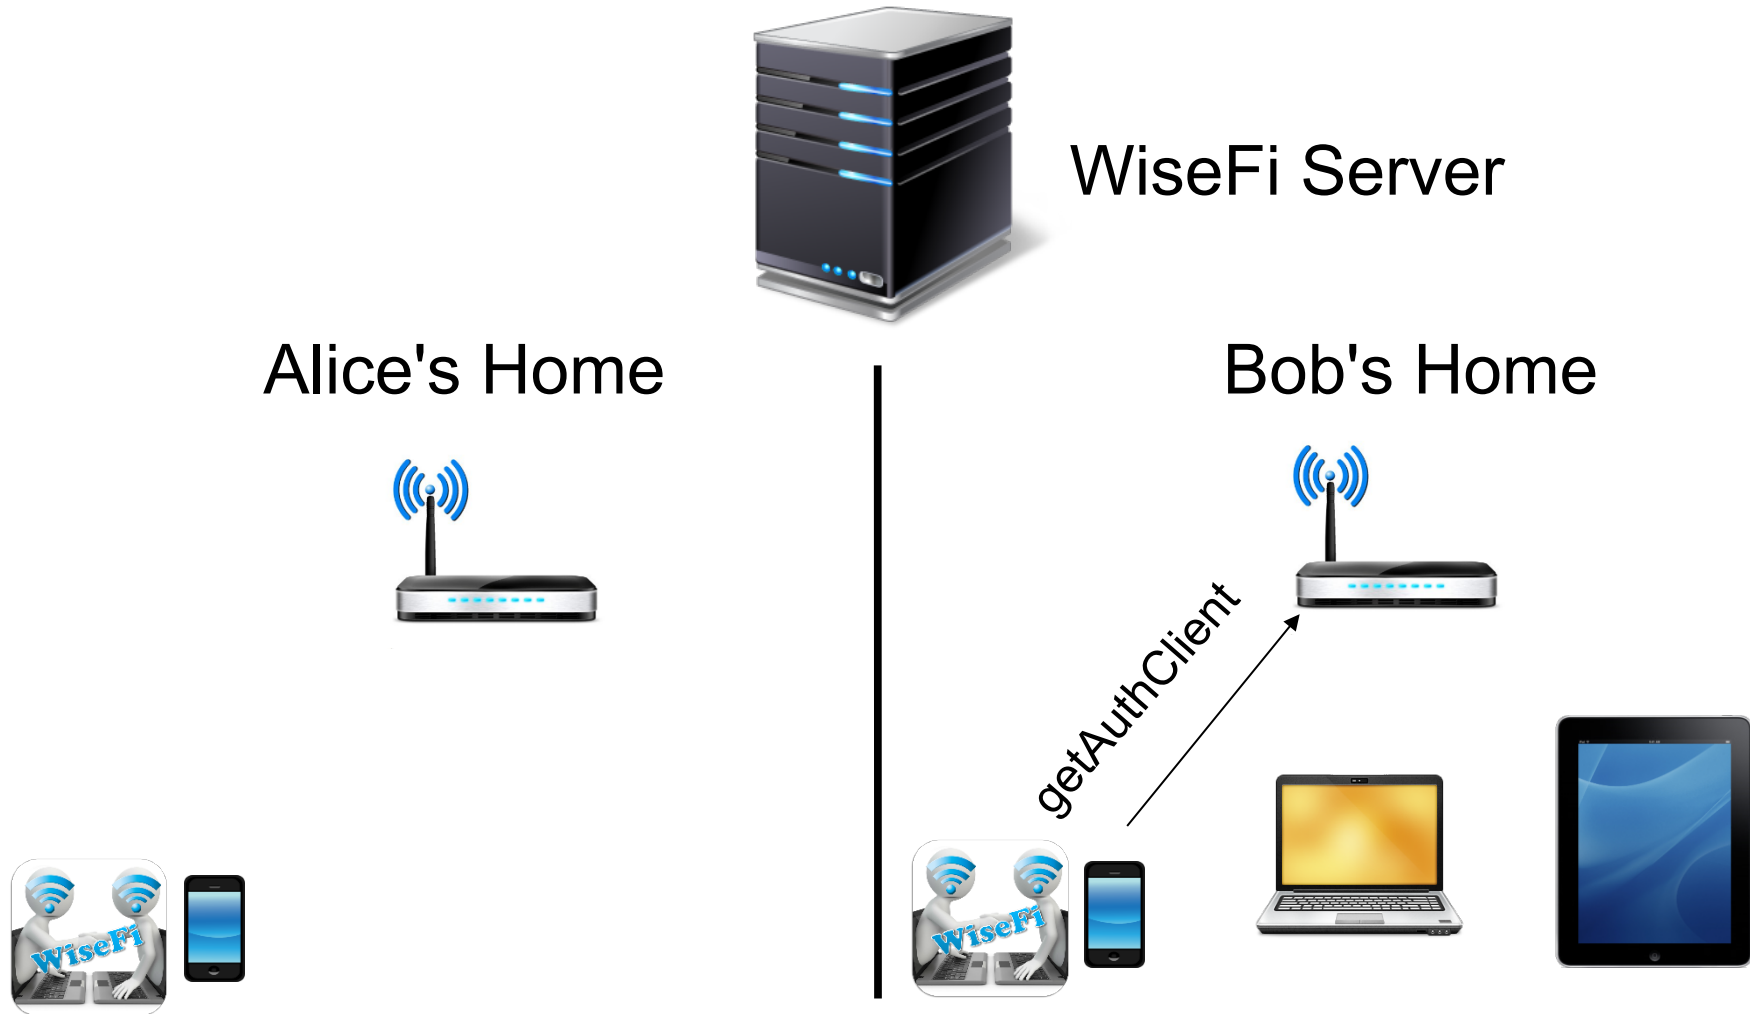 WiseFi Server
Alice's Home
Bob's Home
getAuthClient
WiseFi
WiseFi